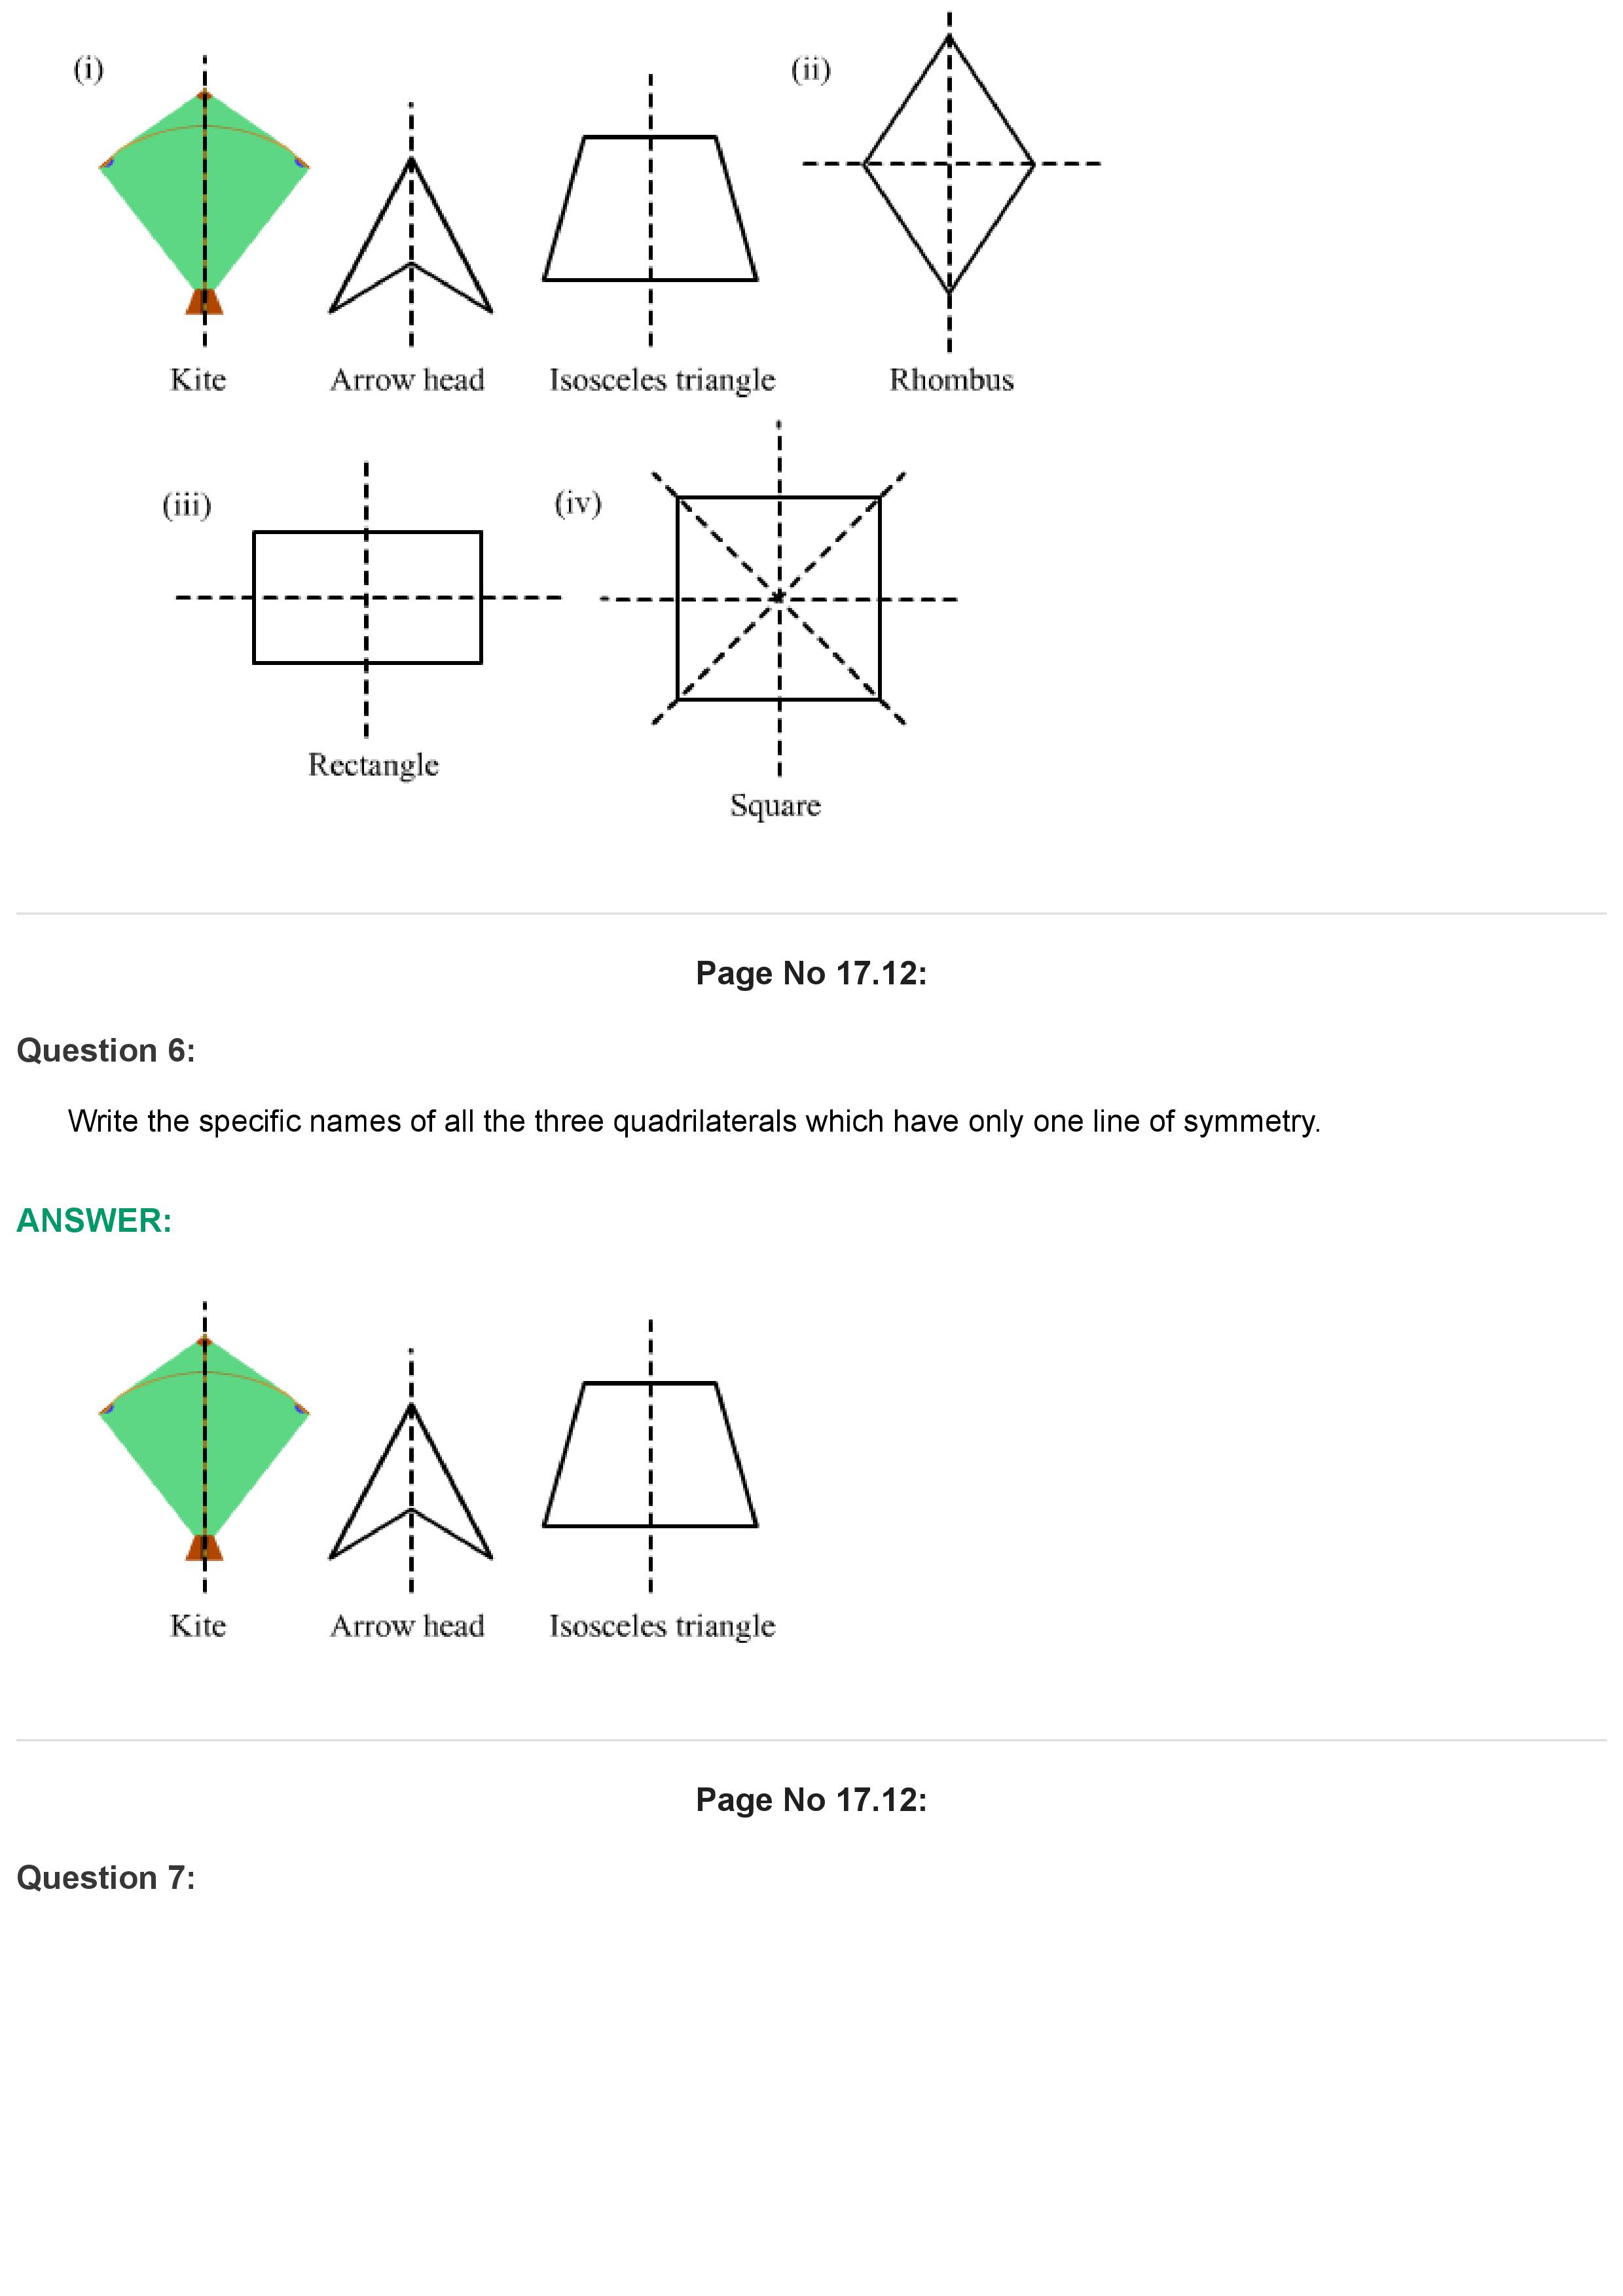 (i)
(ii)
Kite Arrow head Isosceles triangle Rhombus
(iii)
(iv)
Rectangle
Square
Page No 17.12:
Question 6:
Write the specific names of all the three quadrilaterals which have only one line of symmetry.
ANSWER:
Kite Arrow head Isosceles triangle
Page No 17.12:
Question 7: